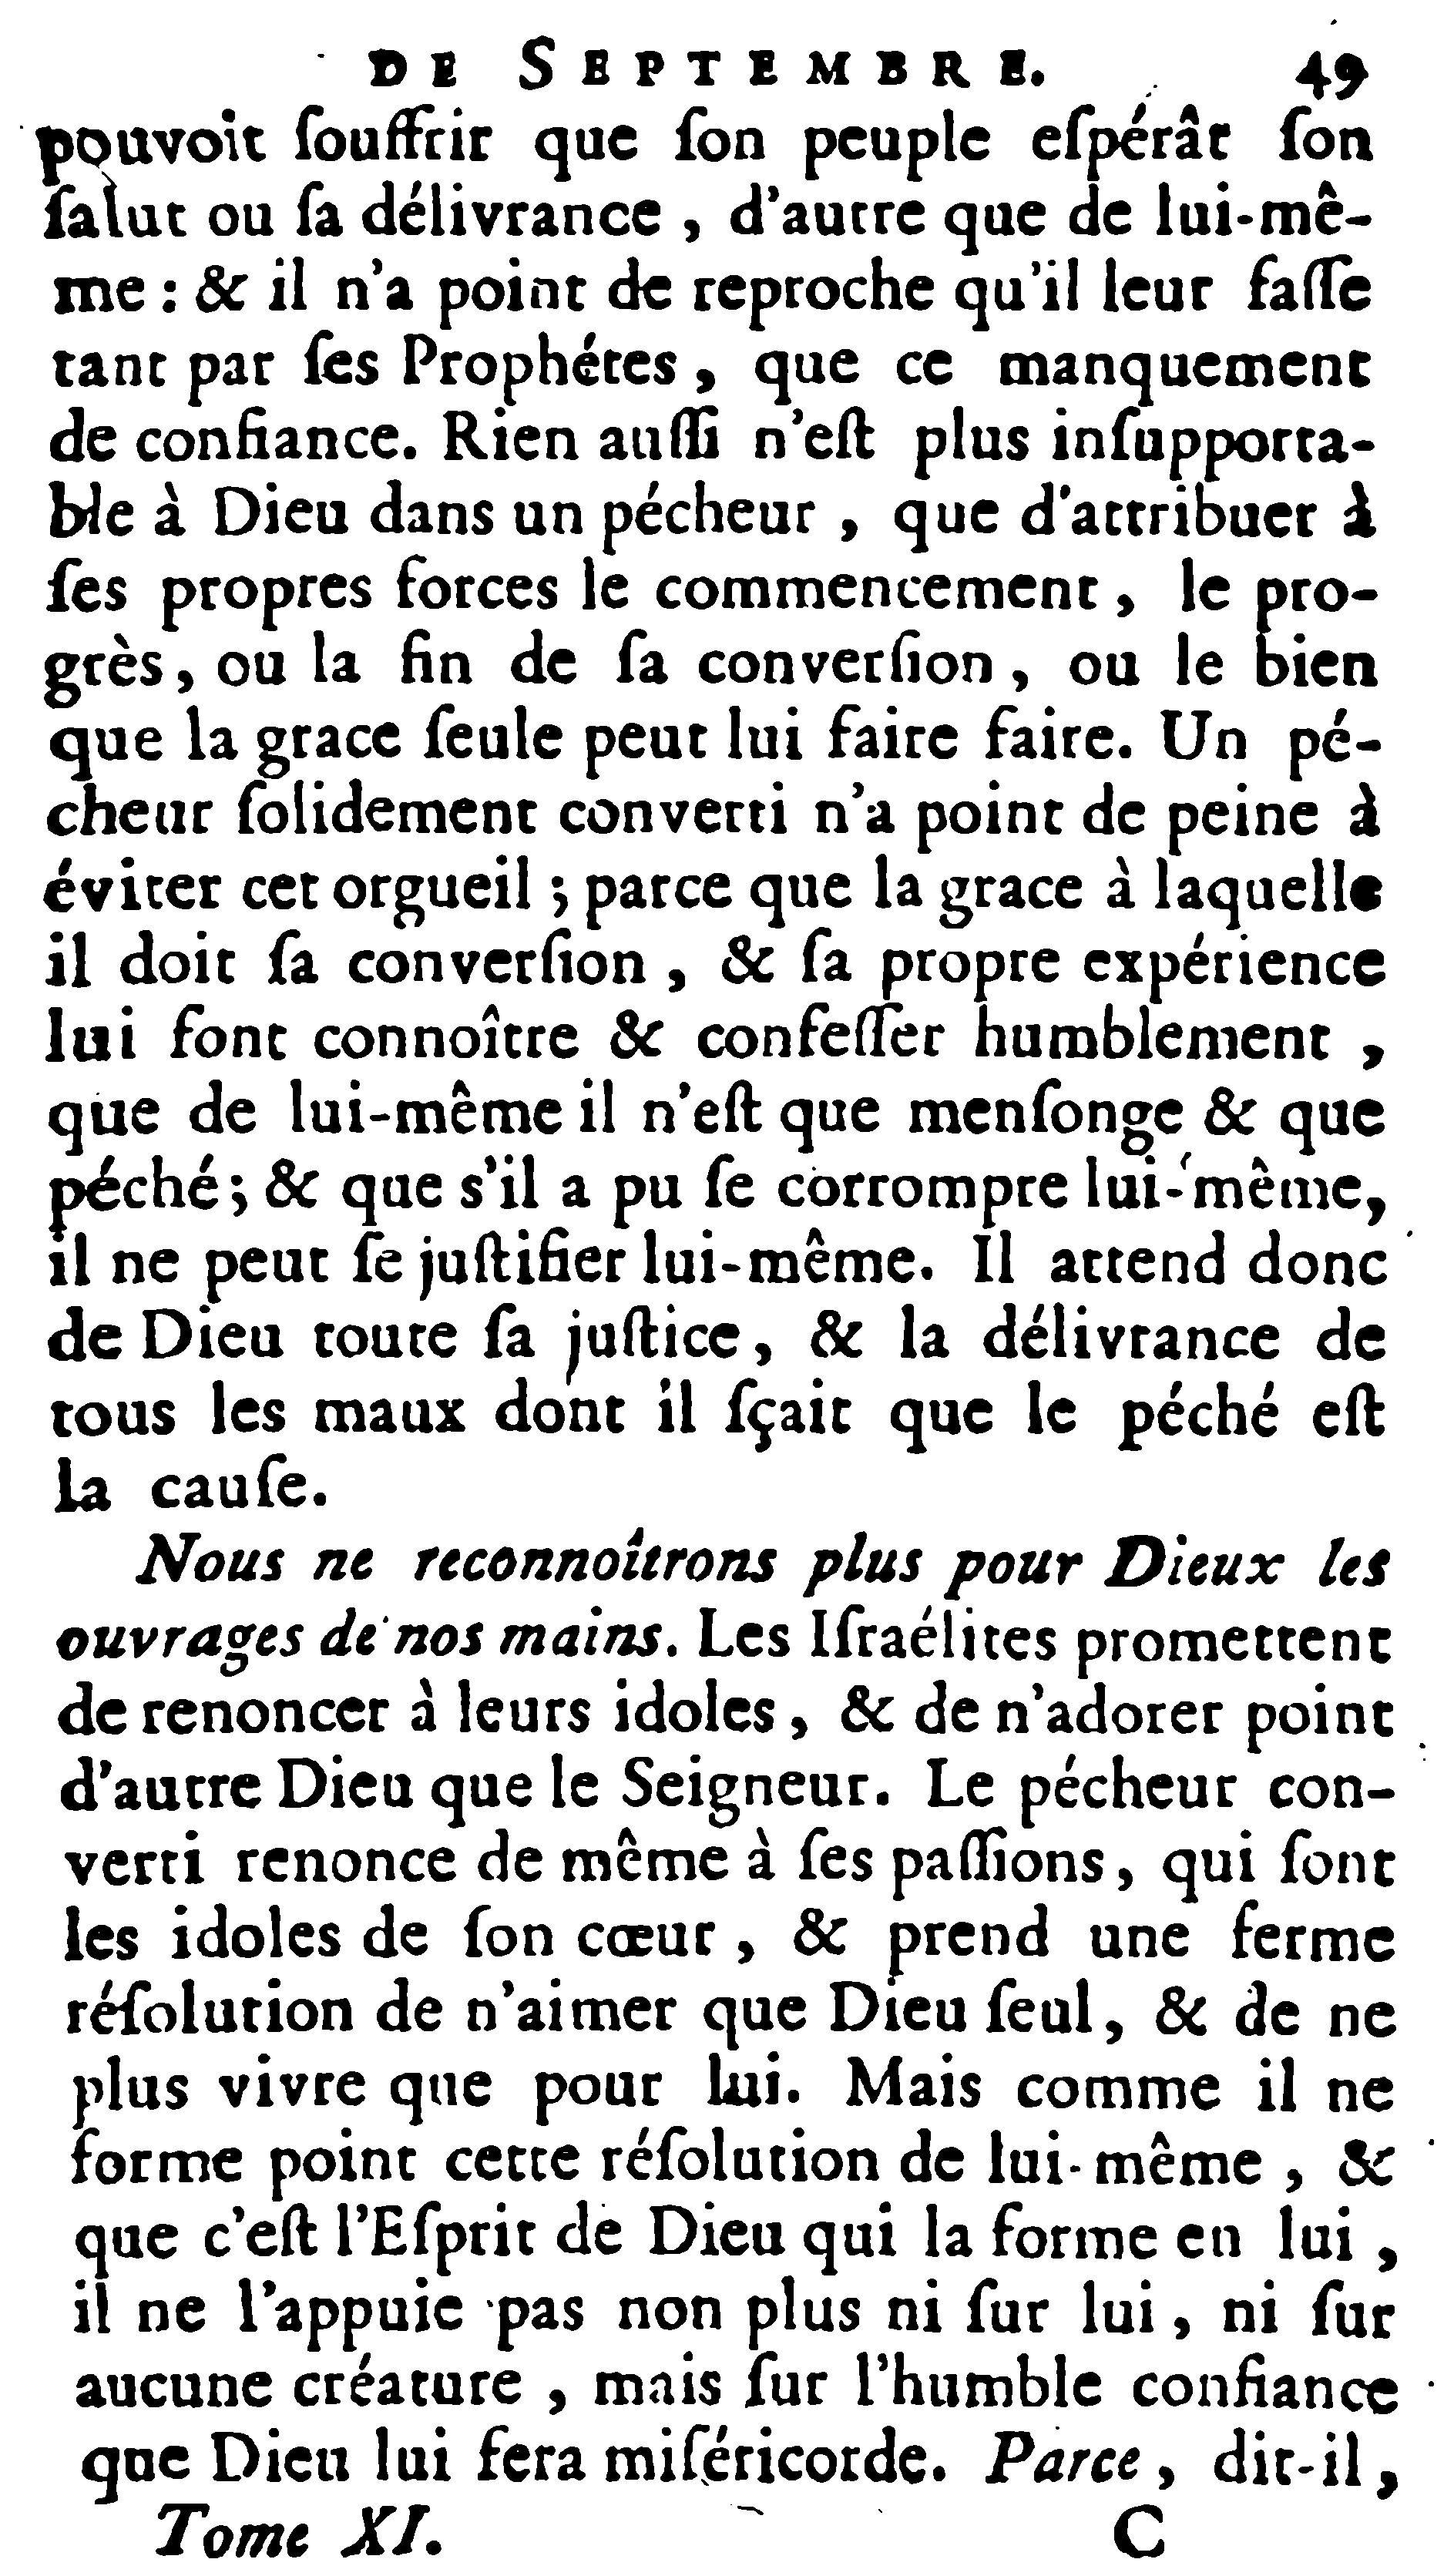 DE SEPTEMBRE. 49
pouvoit ſouffrir que ſon peuple eſpérât ſon
ſalut ou ſa délivrance, d'autre que de lui-mê-
me : & il n'a point de reproche qu'il leur faſſe
tant par ſes Prophétes, que ce manquement
de confiance. Rien auſſi n'eſt plus inſupporta-
ble à Dieu dans un pécheur, que d'attribuer à
ſes propres forces le commencement, le pro-
grès, ou la fin de ſa converſion, ou le bien
que la grace ſeule peut lui faire faire. Un pé-
cheur ſolidement converti n'a point de peine à
éviter cet orgueil ; parce que la grace à laquelle
il doit ſa converſion, & ſa propre expérience
lui font connoître & confeſſer humblement,
que de lui-même il n'eſt que menſonge & que
péché ; & que s'il a pu ſe corrompre lui-même,
il ne peut ſe juſtifier lui-même. Il attend donc
de Dieu toute ſa juſtice, & la délivrance de
tous les maux dont il ſçait que le péché eſt
la cauſe.
Nous ne reconnoîtrons plus pour Dieux les
ouvrages de nos mains. Les Iſraélites promettent
de renoncer à leurs idoles, & de n'adorer point
d'autre Dieu que le Seigneur. Le pécheur con-
verti renonce de même à ſes paſſions, qui ſont
les idoles de ſon cœur, & prend une ferme
réſolution de n'aimer que Dieu ſeul, & de ne
plus vivre que pour lui. Mais comme il ne
forme point cette réſolution de lui-même, &
que c'eſt l'Eſprit de Dieu qui la forme en lui,
il ne l'appuie pas non plus ni ſur lui, ni ſur
aucune créature, mais ſur l'humble confiance
que Dieu lui fera miſéricorde. Parce, dit-il,
Tome XI. C